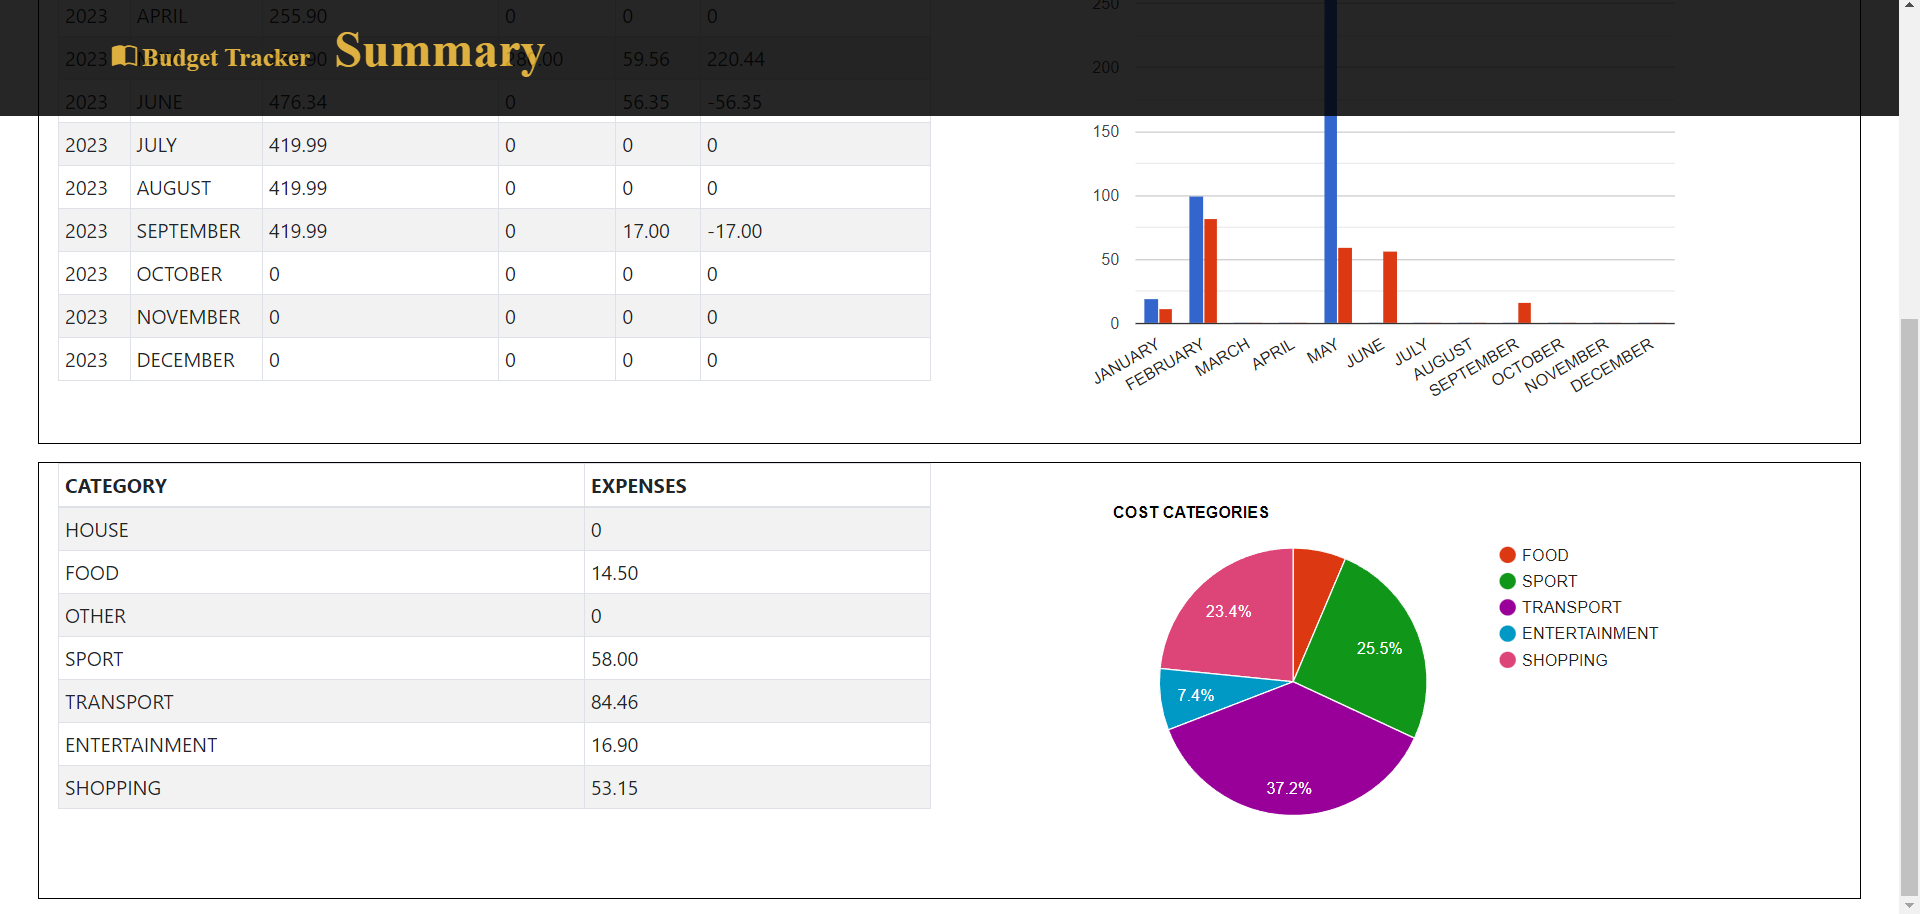 2023 APRIL 255.90 0 0 0
Budget Tracker Summary
2023 59.56 220.44
2023 JUNE 476.34 0 56.35 -56.35
2023 JULY 419.99 0 0 0
2023 AUGUST 419.99 0 0 0
2023 SEPTEMBER 419.99 0 17.00 -17.00
2023 OCTOBER 0 0 0 0
2023 NOVEMBER 0 0 0 0
2023 DECEMBER 0 0 0 0
250
200
150
100
50
0
JANUARY
FEBRUARY
MARCH
APRIL
MAY
JUNE
JULY
AUGUST
SEPTEMBER
OCTOBER
NOVEMBER
DECEMBER
CATEGORY EXPENSES
HOUSE 0
FOOD 14.50
OTHER 0
SPORT 58.00
TRANSPORT 84.46
ENTERTAINMENT 16.90
SHOPPING 53.15
COST CATEGORIES
23.4%
25.5%
7.4%
37.2%
FOOD
SPORT
TRANSPORT
ENTERTAINMENT
SHOPPING